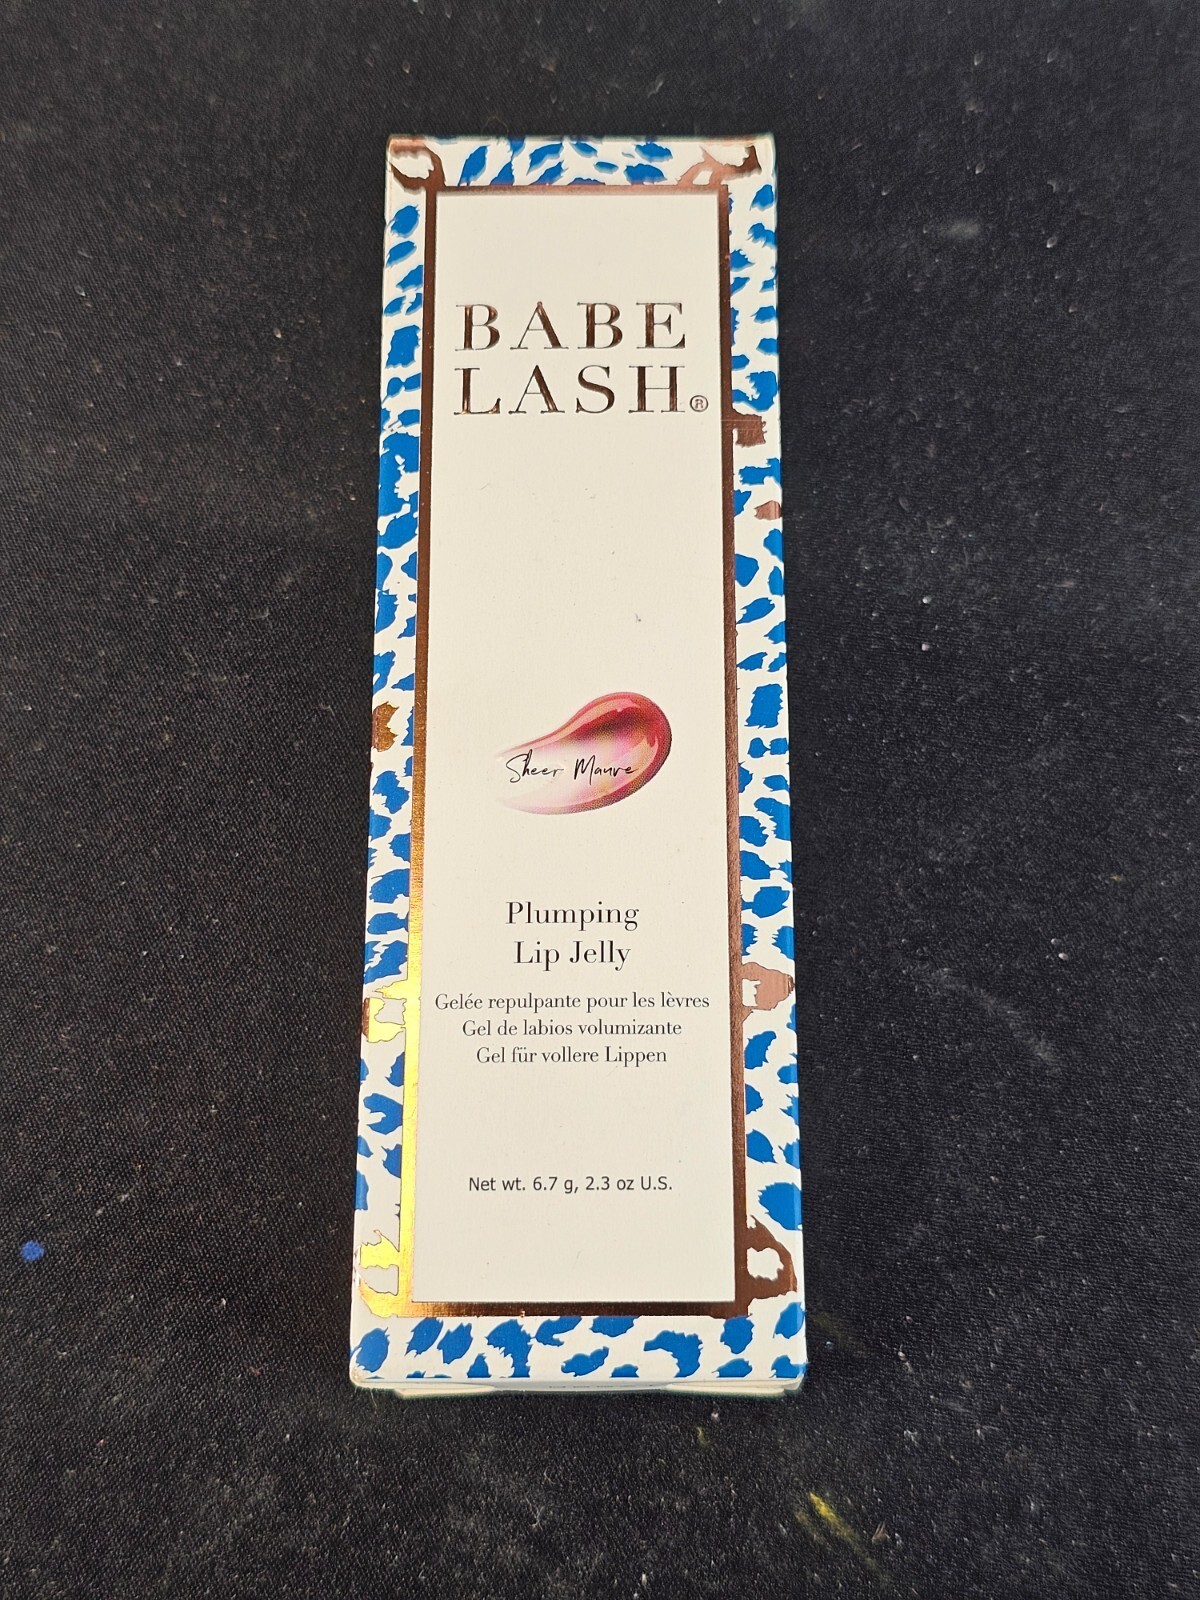 BABE
LASH®
Sheer Mauve
Plumping
Lip Jelly
Gelée repulpante pour les lèvres
Gel de labios volumizante
Gel für vollere Lippen
Net wt. 6.7 g, 2.3 oz U.S.